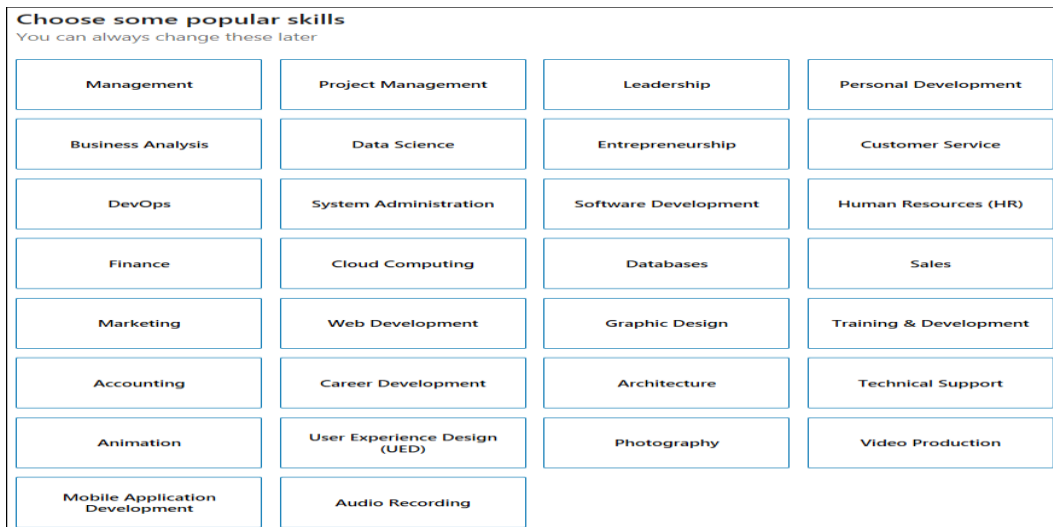 Choose some popular skills
You can always change these later
Management
Project Management
Leadership
Personal Development
Business Analysis
Data Science
Entrepreneurship
Customer Service
DevOps
System Administration
Software Development
Human Resources (HR)
Finance
Cloud Computing
Databases
Sales
Marketing
Web Development
Graphic Design
Training & Development
Accounting
Career Development
Architecture
Technical Support
Animation
User Experience Design
(UED)
Photography
Video Production
Mobile Application
Development
Audio Recording